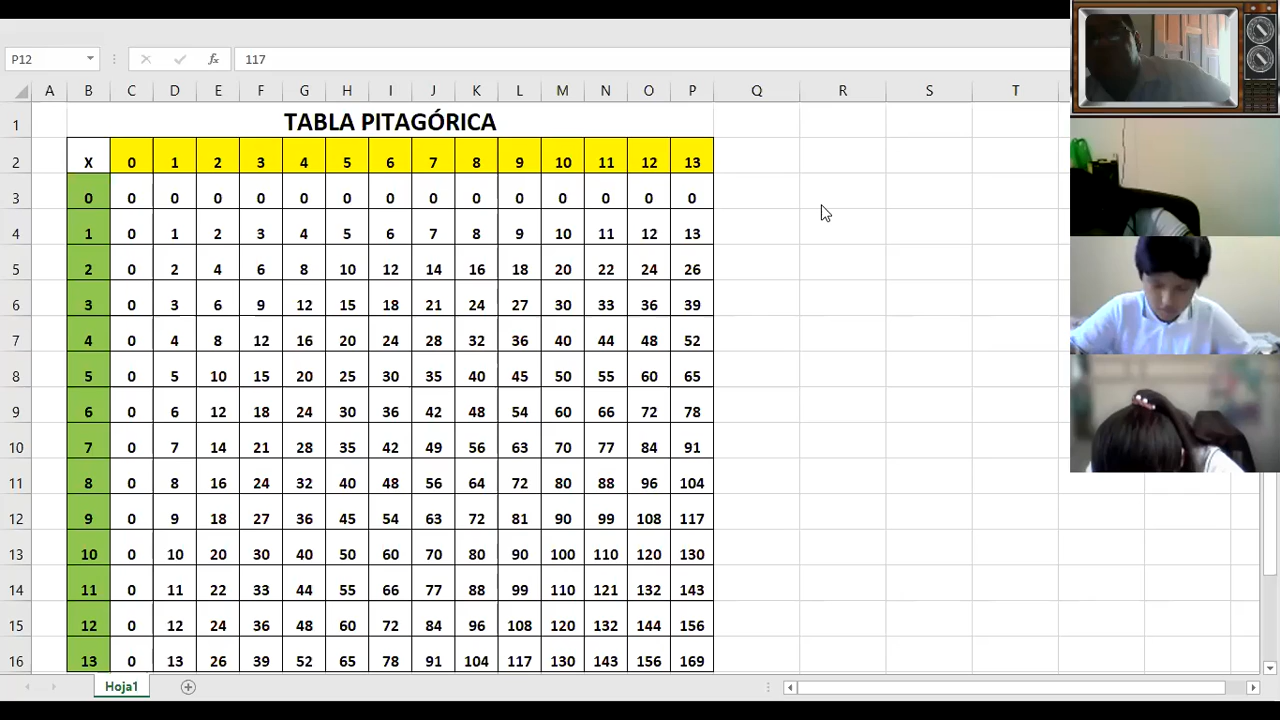 P12 fx 117
A B C D E F G H I J K L M N O P Q R S T
1 TABLA PITAGÓRICA
2 X 0 1 2 3 4 5 6 7 8 9 10 11 12 13
3 0 0 0 0 0 0 0 0 0 0 0 0 0 0 0
4 1 0 1 2 3 4 5 6 7 8 9 10 11 12 13
5 2 0 2 4 6 8 10 12 14 16 18 20 22 24 26
6 3 0 3 6 9 12 15 18 21 24 27 30 33 36 39
7 4 0 4 8 12 16 20 24 28 32 36 40 44 48 52
8 5 0 5 10 15 20 25 30 35 40 45 50 55 60 65
9 6 0 6 12 18 24 30 36 42 48 54 60 66 72 78
10 7 0 7 14 21 28 35 42 49 56 63 70 77 84 91
11 8 0 8 16 24 32 40 48 56 64 72 80 88 96 104
12 9 0 9 18 27 36 45 54 63 72 81 90 99 108 117
13 10 0 10 20 30 40 50 60 70 80 90 100 110 120 130
14 11 0 11 22 33 44 55 66 77 88 99 110 121 132 143
15 12 0 12 24 36 48 60 72 84 96 108 120 132 144 156
16 13 0 13 26 39 52 65 78 91 104 117 130 143 156 169
Hoja1